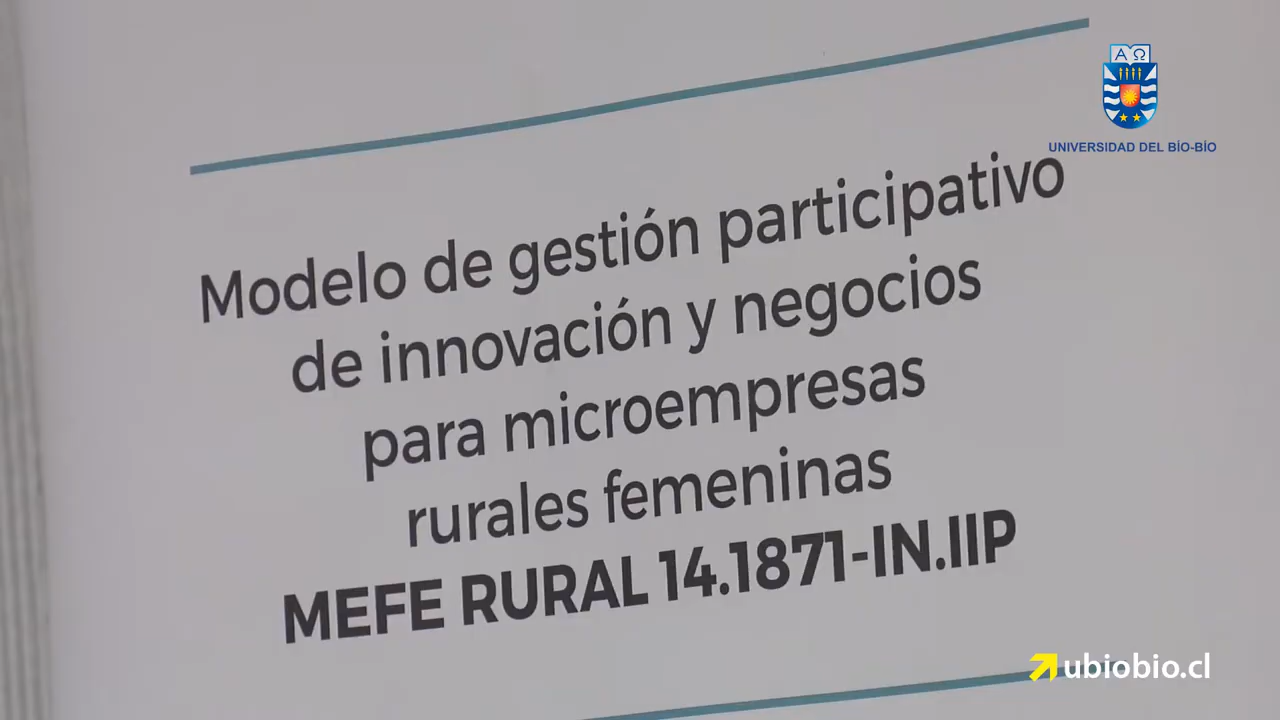 ΑΩ
UNIVERSIDAD DEL BÍO-BÍO
Modelo de gestión participativo
de innovación y negocios
para microempresas
rurales femeninas
MEFE RURAL 14.1871-IN.IIP
ubiobio.cl